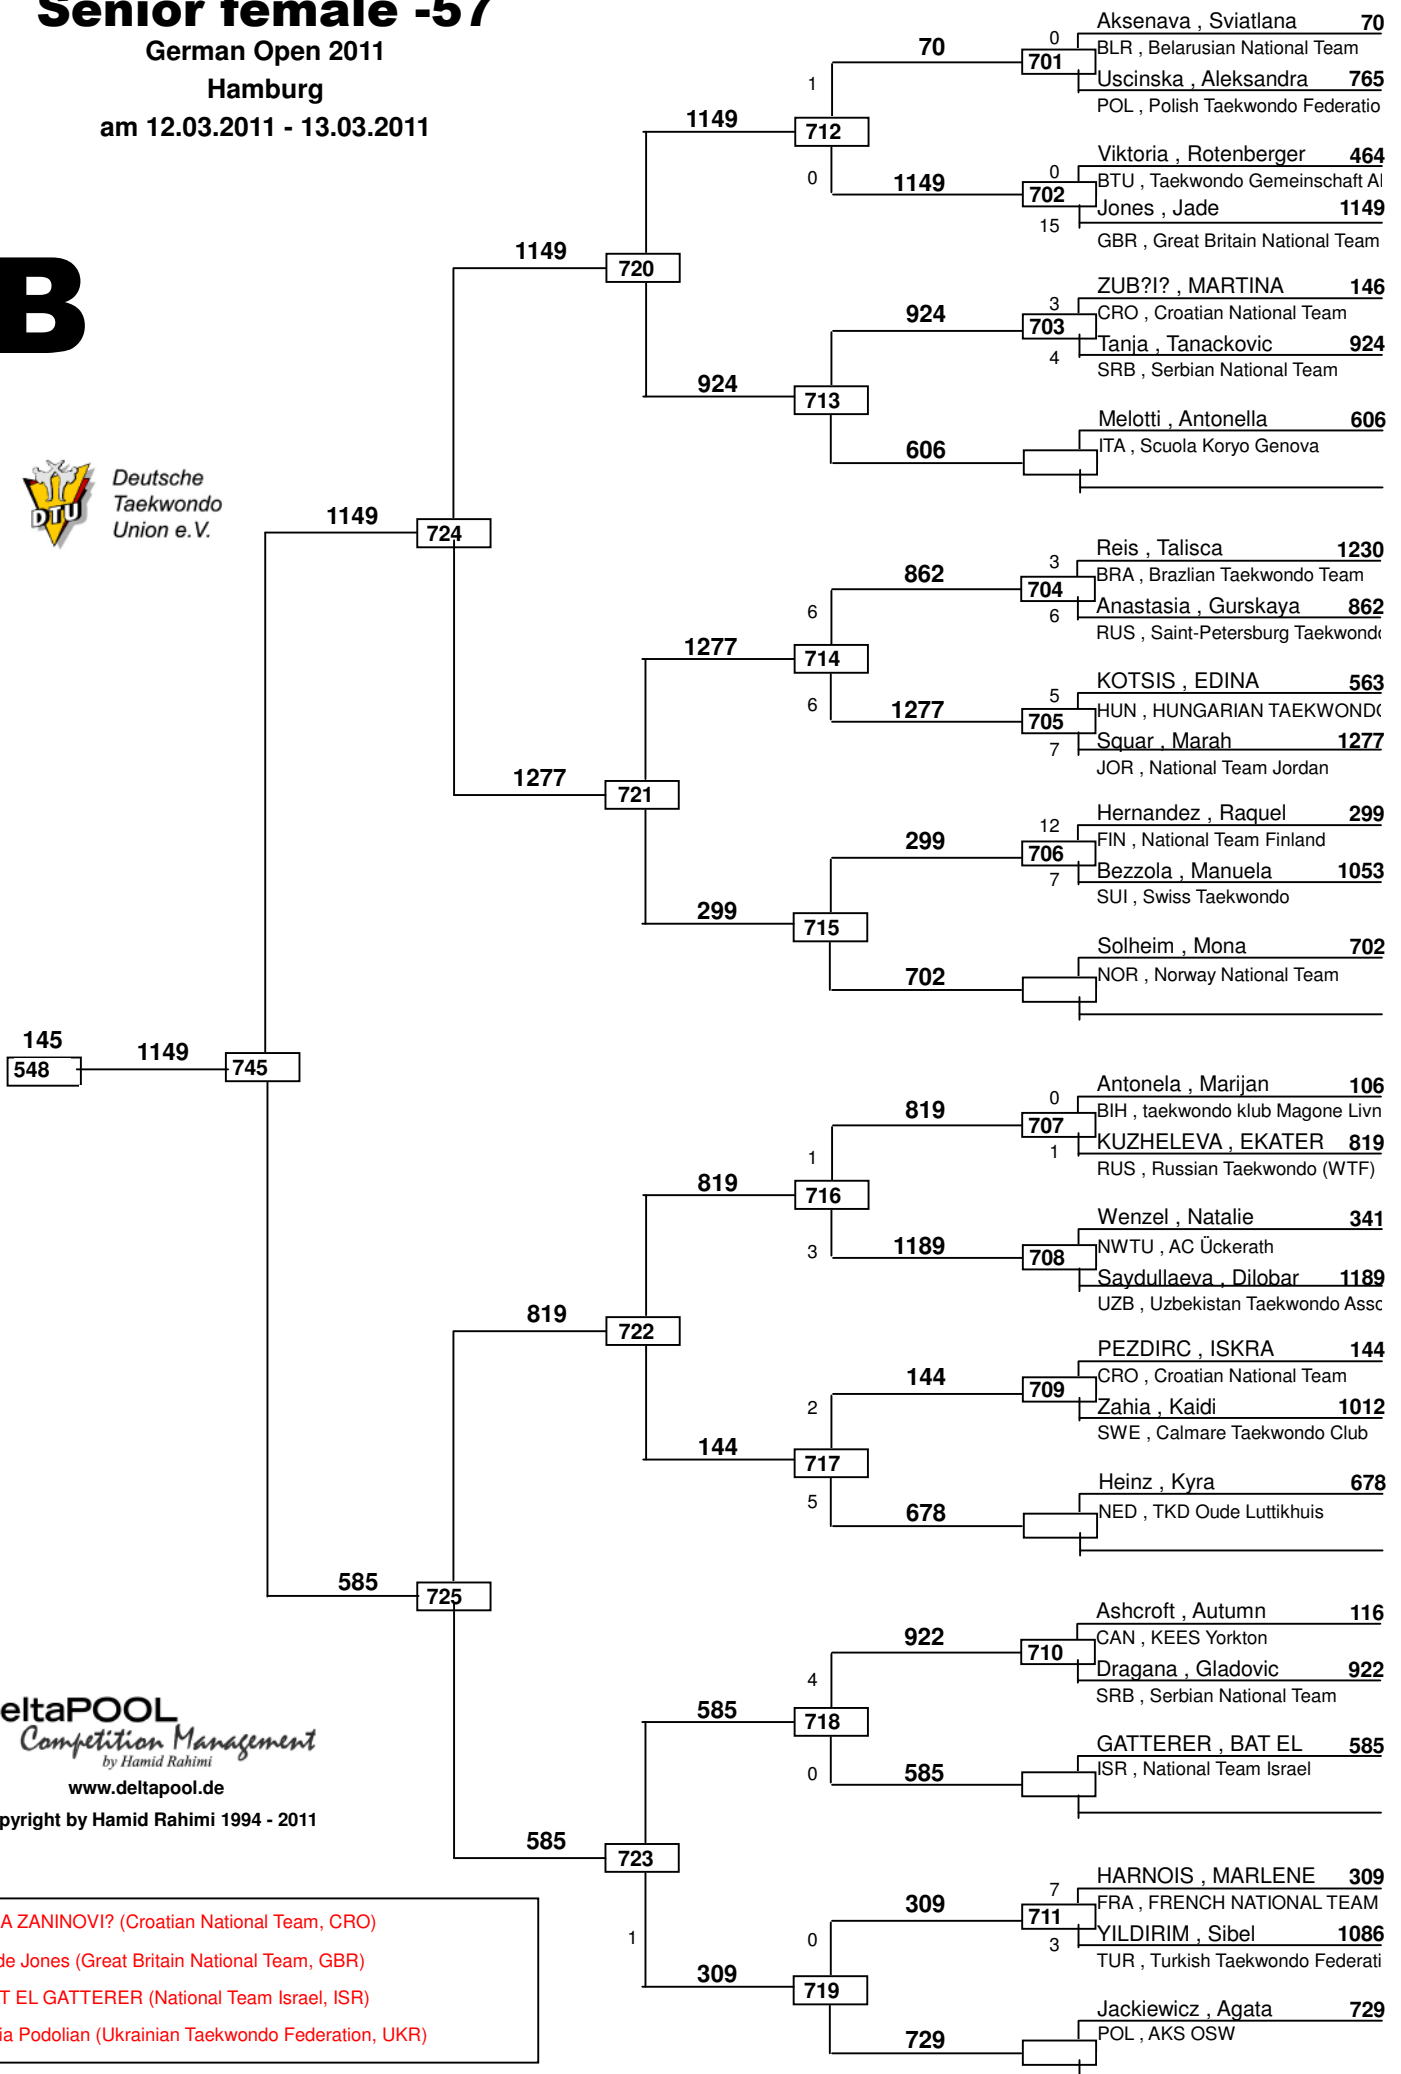 Senior female -57
German Open 2011
Hamburg
am 12.03.2011 - 13.03.2011
B
DTU
Deutsche
Taekwondo
Union e.V.
145
548
1149
745
1149
724
585
725
1149
720
1277
721
819
722
585
723
1
1149
712
1
0
924
713
1277
714
6
6
299
715
819
716
1
3
144
717
2
5
585
718
4
0
309
719
0
70
701
0
1149
702
0
15
924
703
3
4
606
862
704
3
6
1277
705
5
7
299
706
12
7
702
819
707
0
1
1189
708
144
709
678
922
710
585
309
711
7
3
729
Aksenava , Sviatlana 70
BLR , Belarusian National Team
Uscinska , Aleksandra 765
POL , Polish Taekwondo Federatio
Viktoria , Rotenberger 464
BTU , Taekwondo Gemeinschaft Al
Jones , Jade 1149
GBR , Great Britain National Team
ZUB?I? , MARTINA 146
CRO , Croatian National Team
Tanja , Tanackovic 924
SRB , Serbian National Team
Melotti , Antonella 606
ITA , Scuola Koryo Genova
Reis , Talisca 1230
BRA , Brazlian Taekwondo Team
Anastasia , Gurskaya 862
RUS , Saint-Petersburg Taekwondo
KOTSIS , EDINA 563
HUN , HUNGARIAN TAEKWONDO
Squar , Marah 1277
JOR , National Team Jordan
Hernandez , Raquel 299
FIN , National Team Finland
Bezzola , Manuela 1053
SUI , Swiss Taekwondo
Solheim , Mona 702
NOR , Norway National Team
Antonela , Marijan 106
BIH , taekwondo klub Magone Livn
KUZHELEVA , EKATER 819
RUS , Russian Taekwondo (WTF)
Wenzel , Natalie 341
NWTU , AC Ückerath
Saydullaeva , Dilobar 1189
UZB , Uzbekistan Taekwondo Assc
PEZDIRC , ISKRA 144
CRO , Croatian National Team
Zahia , Kaidi 1012
SWE , Calmare Taekwondo Club
Heinz , Kyra 678
NED , TKD Oude Luttikhuis
Ashcroft , Autumn 116
CAN , KEES Yorkton
Dragana , Gladovic 922
SRB , Serbian National Team
GATTERER , BAT EL 585
ISR , National Team Israel
HARNOIS , MARLENE 309
FRA , FRENCH NATIONAL TEAM
YILDIRIM , Sibel 1086
TUR , Turkish Taekwondo Federati
Jackiewicz , Agata 729
POL , AKS OSW
eltaPOOL
Competition Management
by Hamid Rahimi
www.deltapool.de
pyright by Hamid Rahimi 1994 - 2011
A ZANINOVI? (Croatian National Team, CRO)
de Jones (Great Britain National Team, GBR)
T EL GATTERER (National Team Israel, ISR)
ia Podolian (Ukrainian Taekwondo Federation, UKR)